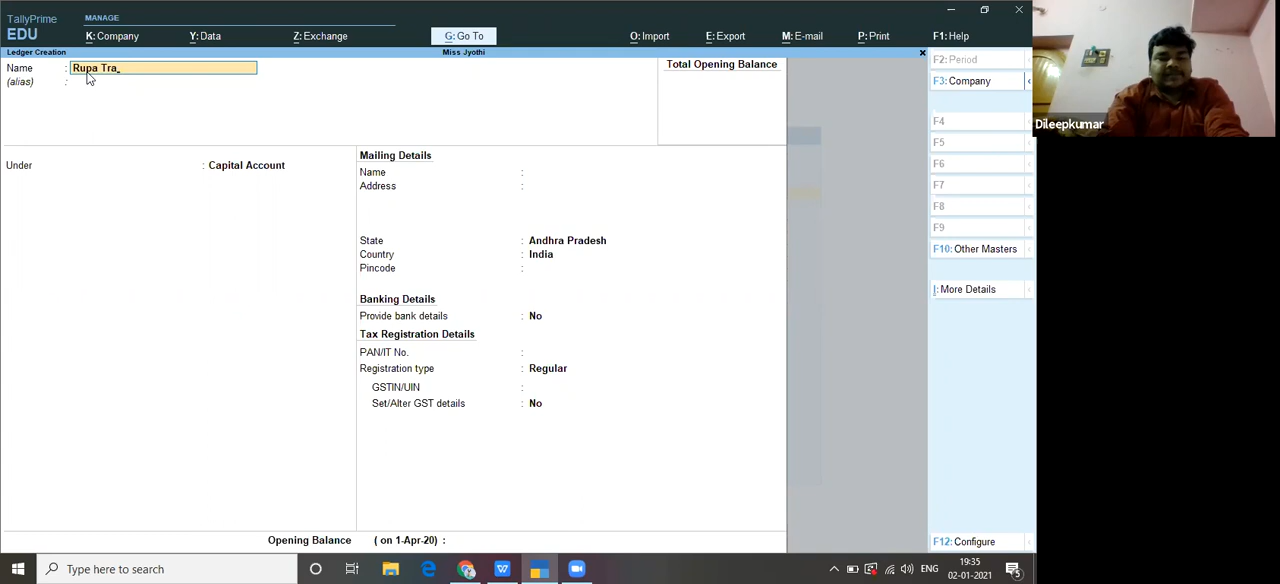 TallyPrime
EDU
MANAGE
K: Company
Y: Data
Z: Exchange
G: Go To
O: Import
E: Export
M: E-mail
P: Print
F1: Help
Ledger Creation
Miss Jyothi
Name : Rupa Tra_
(alias) :
Total Opening Balance
Under : Capital Account
Mailing Details
Name :
Address :
State : Andhra Pradesh
Country : India
Pincode :
Banking Details
Provide bank details : No
Tax Registration Details
PAN/IT No. :
Registration type : Regular
GSTIN/UIN :
Set/Alter GST details : No
Opening Balance ( on 1-Apr-20) :
F2: Period
F3: Company
F4
F5
F6
F7
F8
F9
F10: Other Masters
|: More Details
F12: Configure
Dileepkumar
Type here to search
ENG
19:35
02-01-2021
5